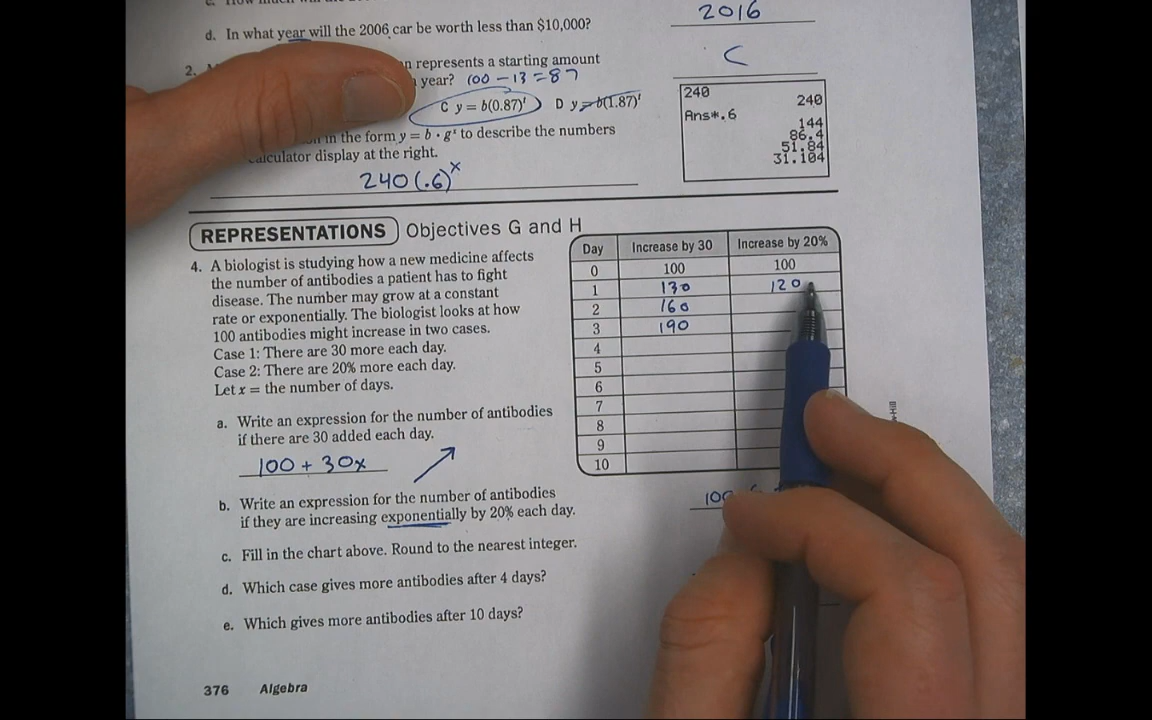 d. In what year will the 2006 car be worth less than $10,000?
2016
2.
n represents a starting amount
year? 100 - 13 = 87
C
C y = b(0.87)ᵗ D y = b(1.87)ᵗ
in the form y = b · gˣ to describe the numbers
calculator display at the right.
240(.6)ˣ
240
240
Ans*.6
144
86.4
51.84
31.104
REPRESENTATIONS Objectives G and H
4. A biologist is studying how a new medicine affects
the number of antibodies a patient has to fight
disease. The number may grow at a constant
rate or exponentially. The biologist looks at how
100 antibodies might increase in two cases.
Case 1: There are 30 more each day.
Case 2: There are 20% more each day.
Let x = the number of days.
Day Increase by 30 Increase by 20%
0 100 100
1 130 120
2 160
3 190
4
5
6
7
8
9
10
a. Write an expression for the number of antibodies
if there are 30 added each day.
100 + 30x
b. Write an expression for the number of antibodies
if they are increasing exponentially by 20% each day.
100
c. Fill in the chart above. Round to the nearest integer.
d. Which case gives more antibodies after 4 days?
e. Which gives more antibodies after 10 days?
376 Algebra